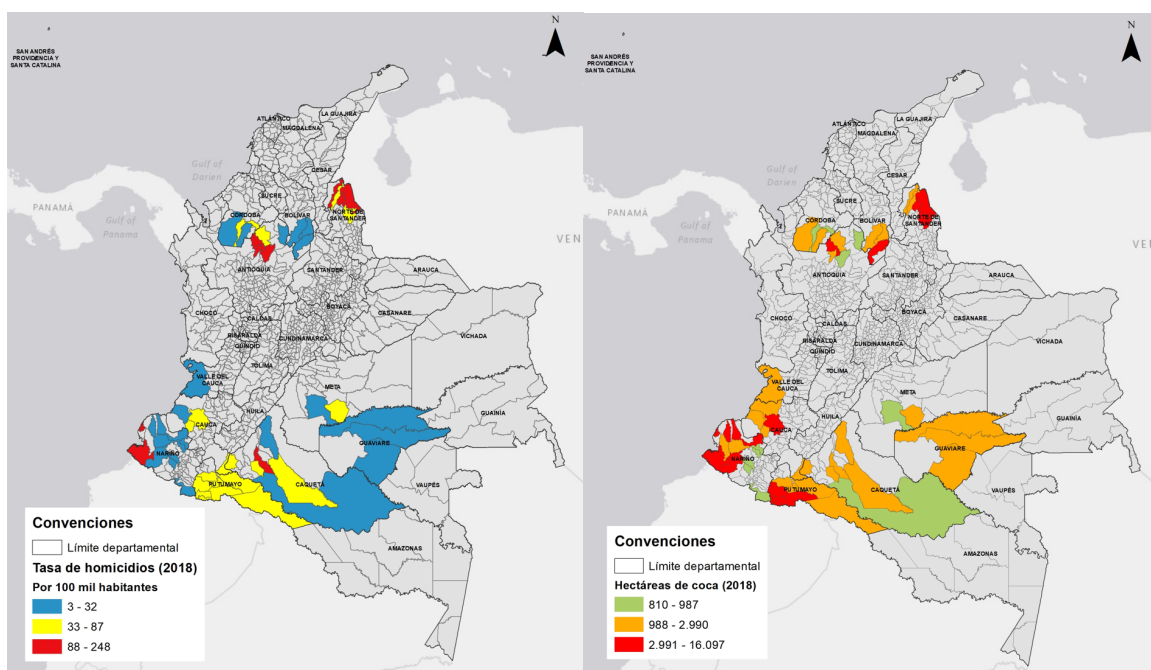 N
SAN ANDRÉS
PROVIDENCIA Y
SANTA CATALINA
LA GUAJIRA
ATLÁNTICO
MAGDALENA
CESAR
Gulf of
Darien
SUCRE
PANAMÁ
Gulf of
Panama
CÓRDOBA
BOLÍVAR
NORTE DE
SANTANDER
VEN
ANTIOQUIA
SANTANDER
ARAUCA
CHOCÓ
BOYACÁ
CALDAS
CASANARE
RISARALDA
CUNDINAMARCA
VICHADA
QUINDÍO
TOLIMA
VALLE DEL
CAUCA
META
GUAINÍA
HUILA
CAUCA
GUAVIARE
NARIÑO
VAUPÉS
PUTUMAYO
CAQUETÁ
AMAZONAS
Convenciones
Límite departamental
Tasa de homicidios (2018)
Por 100 mil habitantes
3 - 32
33 - 87
88 - 248
N
SAN ANDRÉS
PROVIDENCIA Y
SANTA CATALINA
LA GUAJIRA
ATLÁNTICO
MAGDALENA
CESAR
Gulf of
Darien
SUCRE
PANAMÁ
Gulf of
Panama
CÓRDOBA
BOLÍVAR
NORTE DE
SANTANDER
VEN
ANTIOQUIA
SANTANDER
ARAUCA
CHOCÓ
BOYACÁ
CALDAS
CASANARE
RISARALDA
CUNDINAMARCA
VICHADA
QUINDÍO
TOLIMA
VALLE DEL
CAUCA
META
GUAINÍA
HUILA
CAUCA
GUAVIARE
NARIÑO
VAUPÉS
PUTUMAYO
CAQUETÁ
AMAZONAS
Convenciones
Límite departamental
Hectáreas de coca (2018)
810 - 987
988 - 2.990
2.991 - 16.097